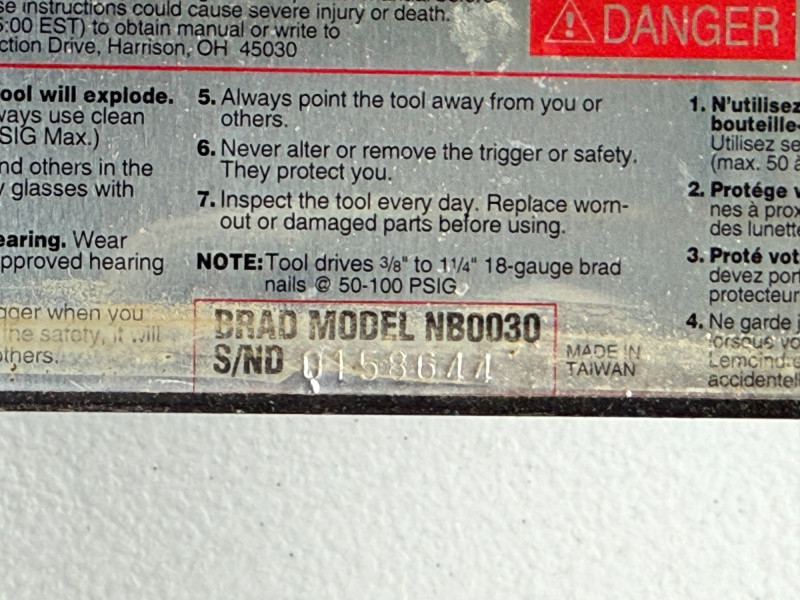 se instructions could cause severe injury or death.
5:00 EST) to obtain manual or write to
ction Drive, Harrison, OH 45030
DANGER
ool will explode.
ways use clean
SIG Max.)
nd others in the
y glasses with
earing. Wear
pproved hearing
gger when you
the safety, it will
others.
5. Always point the tool away from you or
others.
6. Never alter or remove the trigger or safety.
They protect you.
7. Inspect the tool every day. Replace worn-
out or damaged parts before using.
NOTE: Tool drives 3/8" to 1 1/4" 18-gauge brad
nails @ 50-100 PSIG
BRAD MODEL NB0030
S/NO 0158644
MADE IN
TAIWAN
1. N'utilisez
bouteille-
Utilisez se
(max. 50 à
2. Protége v
nes à prox
des lunette
3. Proté vot
devez port
protecteur
4. Ne garde j
lorsque vo
accidentell